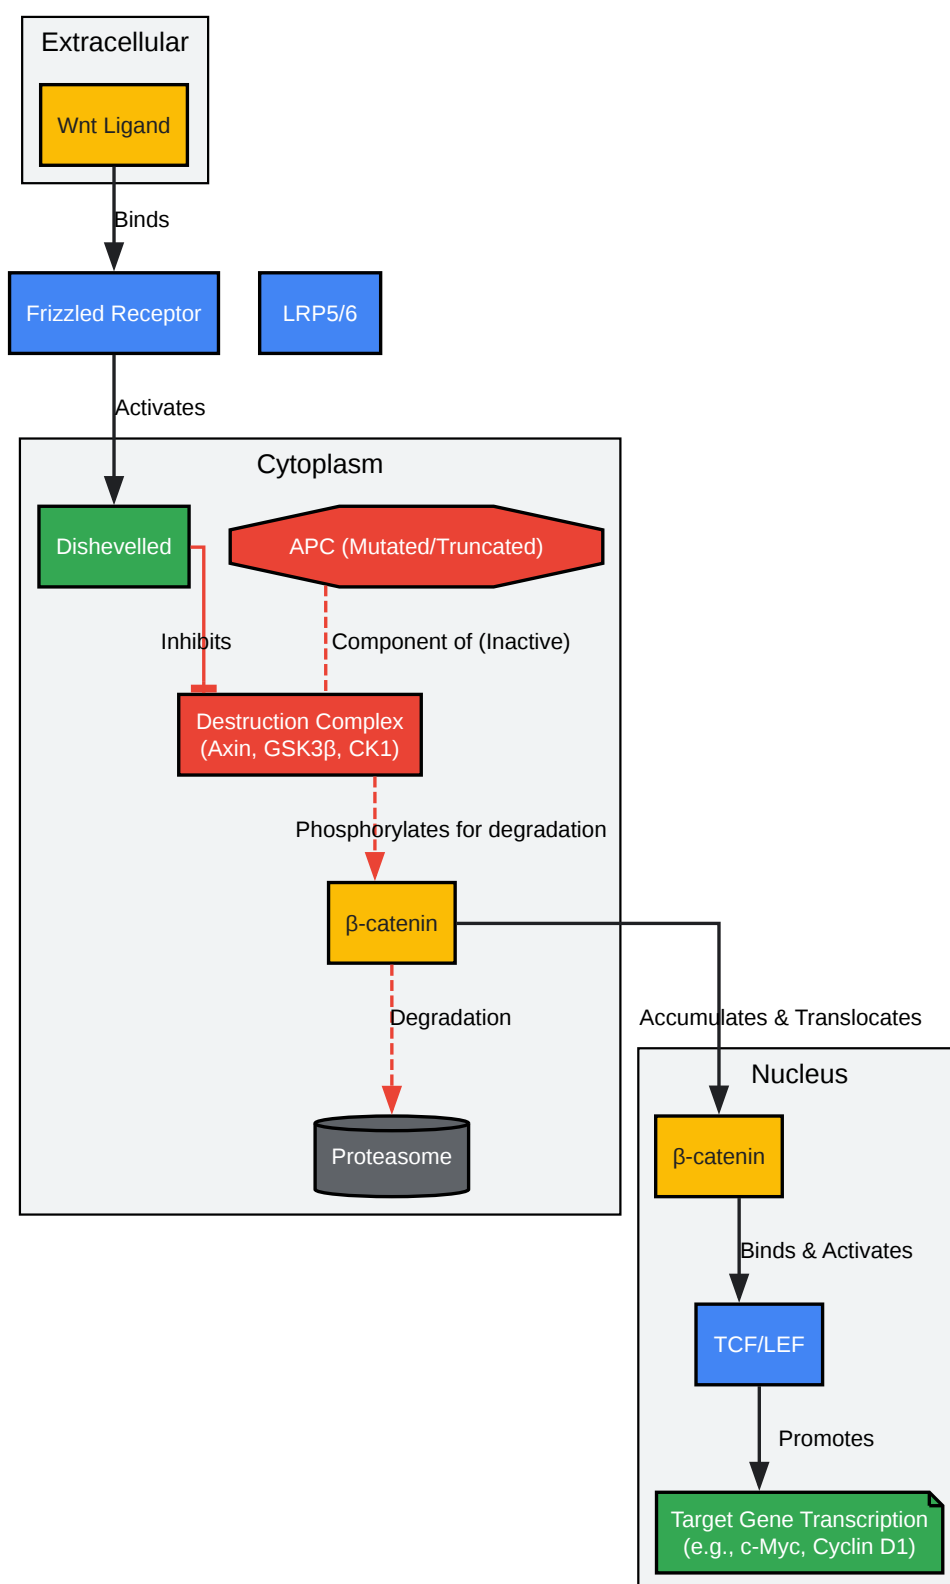 Extracellular
Wnt Ligand
Binds
Frizzled Receptor
LRP5/6
Activates
Cytoplasm
Dishevelled
APC (Mutated/Truncated)
Inhibits
Component of (Inactive)
Destruction Complex
(Axin, GSK3β, CK1)
Phosphorylates for degradation
β-catenin
Degradation
Accumulates & Translocates
Nucleus
Proteasome
β-catenin
Binds & Activates
TCF/LEF
Promotes
Target Gene Transcription
(e.g., c-Myc, Cyclin D1)